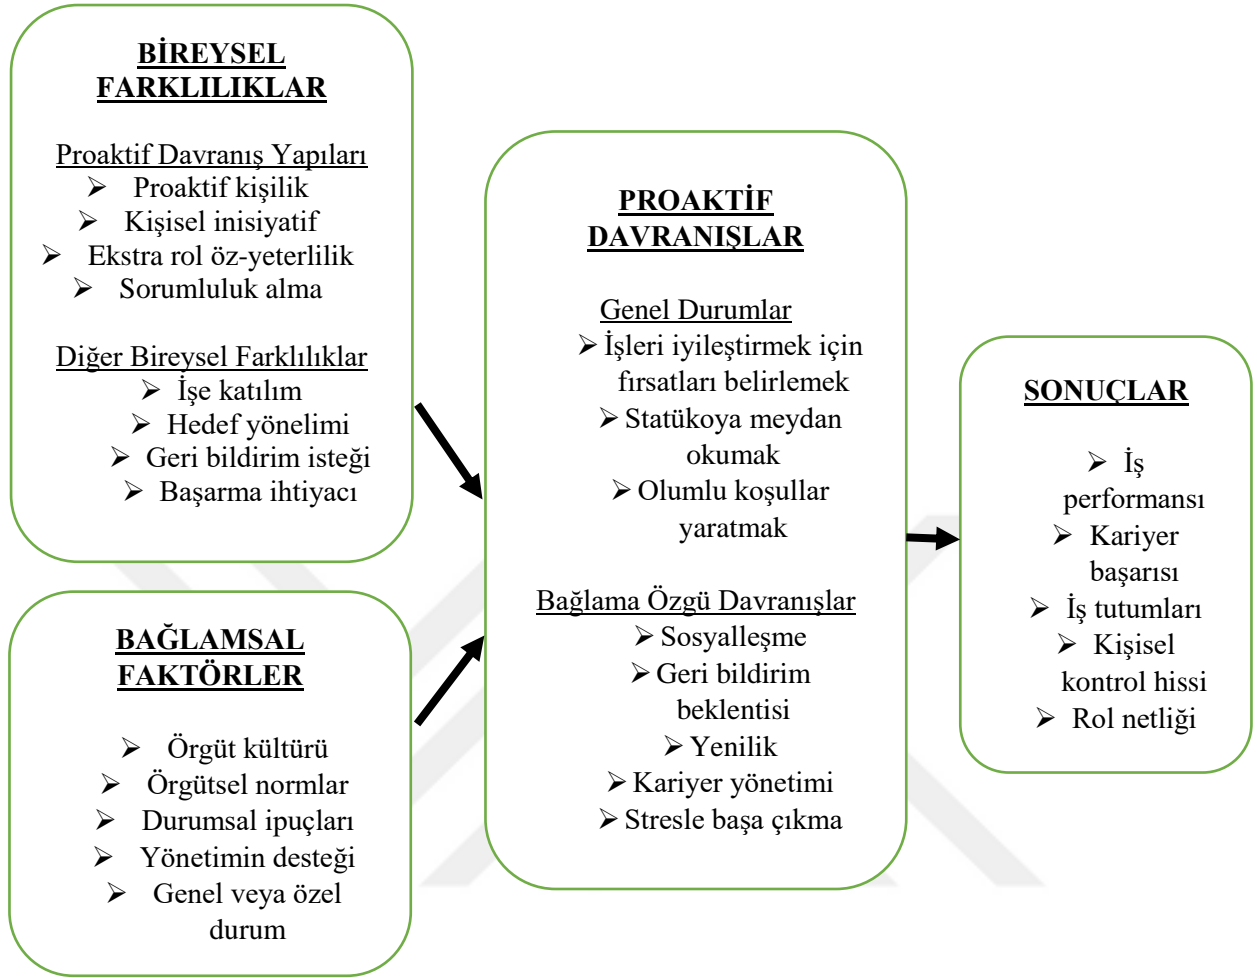 BİREYSEL
FARKLILIKLAR
Proaktif Davranış Yapıları
➢ Proaktif kişilik
➢ Kişisel inisiyatif
➢ Ekstra rol öz-yeterlilik
➢ Sorumluluk alma
Diğer Bireysel Farklılıklar
➢ İşe katılım
➢ Hedef yönelimi
➢ Geri bildirim isteği
➢ Başarma ihtiyacı
BAĞLAMSAL
FAKTÖRLER
➢ Örgüt kültürü
➢ Örgütsel normlar
➢ Durumsal ipuçları
➢ Yönetimin desteği
➢ Genel veya özel
durum
PROAKTİF
DAVRANIŞLAR
Genel Durumlar
➢ İşleri iyileştirmek için
fırsatları belirlemek
➢ Statükoya meydan
okumak
➢ Olumlu koşullar
yaratmak
Bağlama Özgü Davranışlar
➢ Sosyalleşme
➢ Geri bildirim
beklentisi
➢ Yenilik
➢ Kariyer yönetimi
➢ Stresle başa çıkma
SONUÇLAR
➢ İş
performansı
➢ Kariyer
başarısı
➢ İş tutumları
➢ Kişisel
kontrol hissi
➢ Rol netliği